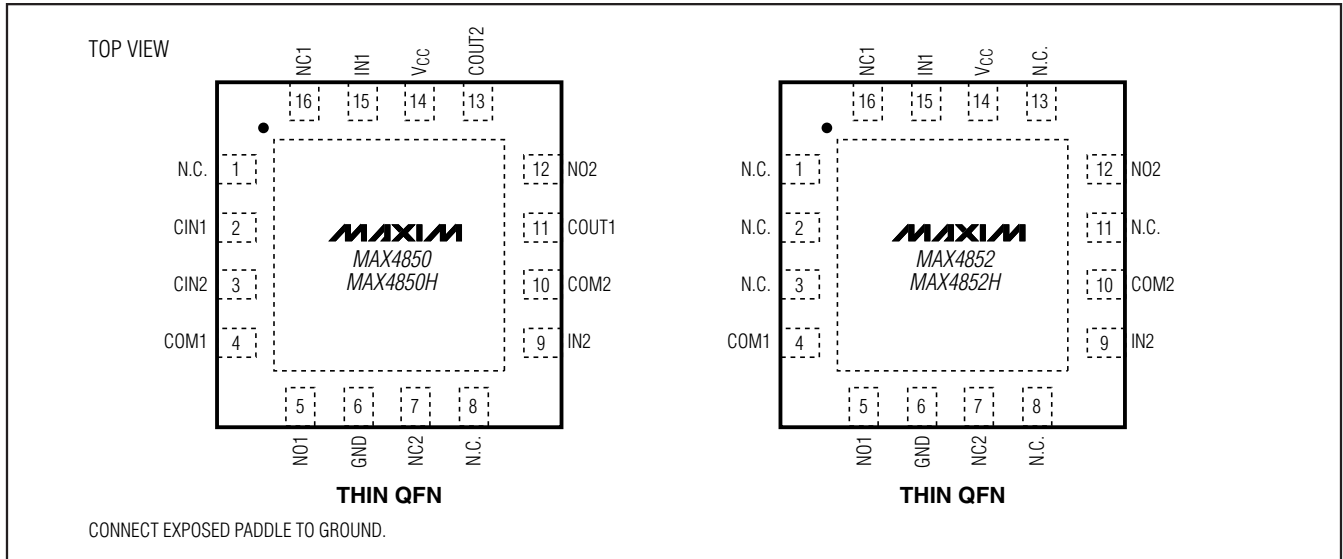 TOP VIEW
NC1 IN1 VCC COUT2
16 15 14 13
N.C. 1 12 NO2
CIN1 2 11 COUT1
CIN2 3 10 COM2
COM1 4 9 IN2
MAXIM
MAX4850
MAX4850H
5 6 7 8
NO1 GND NC2 N.C.
THIN QFN
NC1 IN1 VCC N.C.
16 15 14 13
N.C. 1 12 NO2
N.C. 2 11 N.C.
N.C. 3 10 COM2
COM1 4 9 IN2
MAXIM
MAX4852
MAX4852H
5 6 7 8
NO1 GND NC2 N.C.
THIN QFN
CONNECT EXPOSED PADDLE TO GROUND.